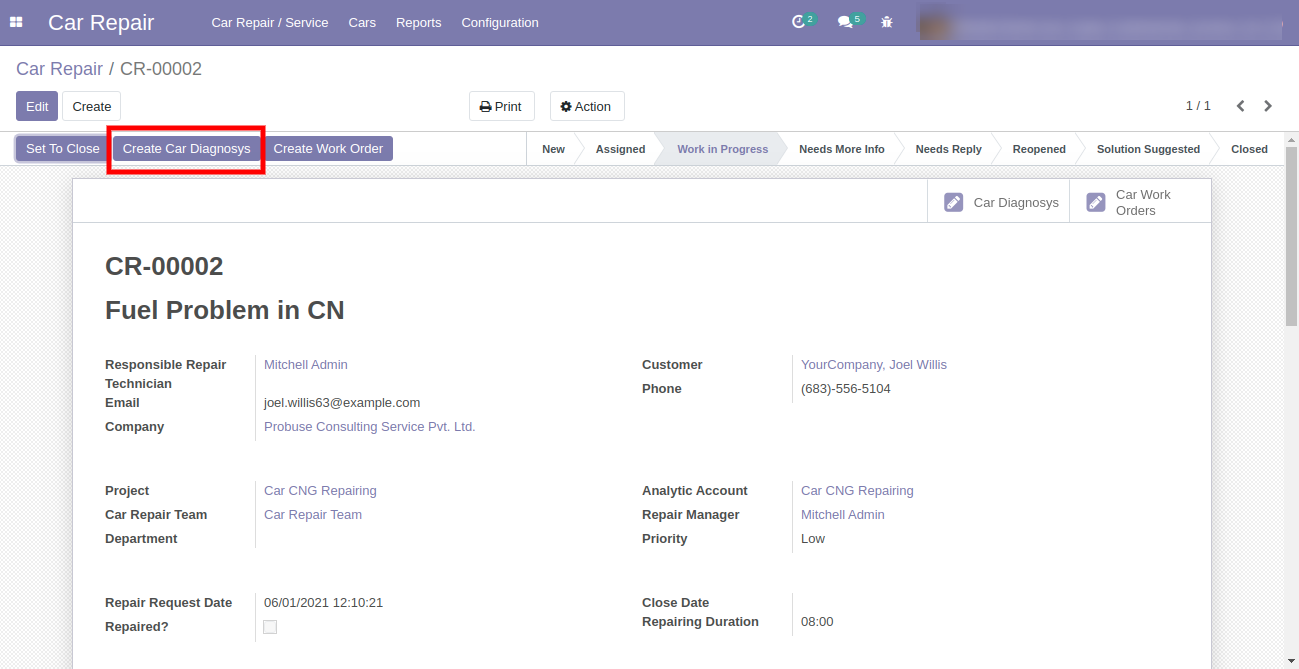 Car Repair Car Repair / Service Cars Reports Configuration 2 5
Car Repair / CR-00002
Edit Create Print Action 1 / 1
Set To Close Create Car Diagnosys Create Work Order New Assigned Work in Progress Needs More Info Needs Reply Reopened Solution Suggested Closed
Car Diagnosys
Car Work
Orders
CR-00002
Fuel Problem in CN
Responsible Repair
Technician
Mitchell Admin
Email joel.willis63@example.com
Company Probuse Consulting Service Pvt. Ltd.
Customer YourCompany, Joel Willis
Phone (683)-556-5104
Project Car CNG Repairing
Car Repair Team Car Repair Team
Department
Analytic Account Car CNG Repairing
Repair Manager Mitchell Admin
Priority Low
Repair Request Date 06/01/2021 12:10:21
Repaired?
Close Date
Repairing Duration 08:00